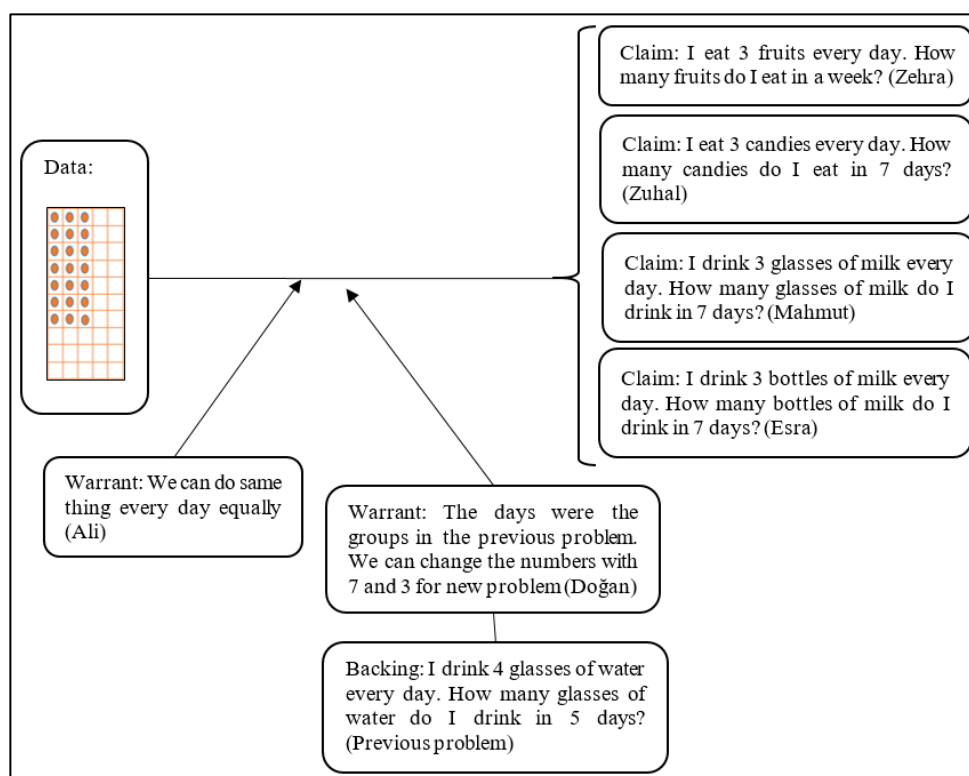 Data:
Claim: I eat 3 fruits every day. How
many fruits do I eat in a week? (Zehra)
Claim: I eat 3 candies every day. How
many candies do I eat in 7 days?
(Zuhal)
Claim: I drink 3 glasses of milk every
day. How many glasses of milk do I
drink in 7 days? (Mahmut)
Claim: I drink 3 bottles of milk every
day. How many bottles of milk do I
drink in 7 days? (Esra)
Warrant: We can do same
thing every day equally
(Ali)
Warrant: The days were the
groups in the previous problem.
We can change the numbers with
7 and 3 for new problem (Doğan)
Backing: I drink 4 glasses of water
every day. How many glasses of
water do I drink in 5 days?
(Previous problem)